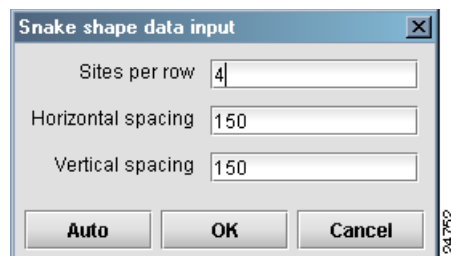 Snake shape data input
Sites per row 4
Horizontal spacing 150
Vertical spacing 150
Auto OK Cancel
24752